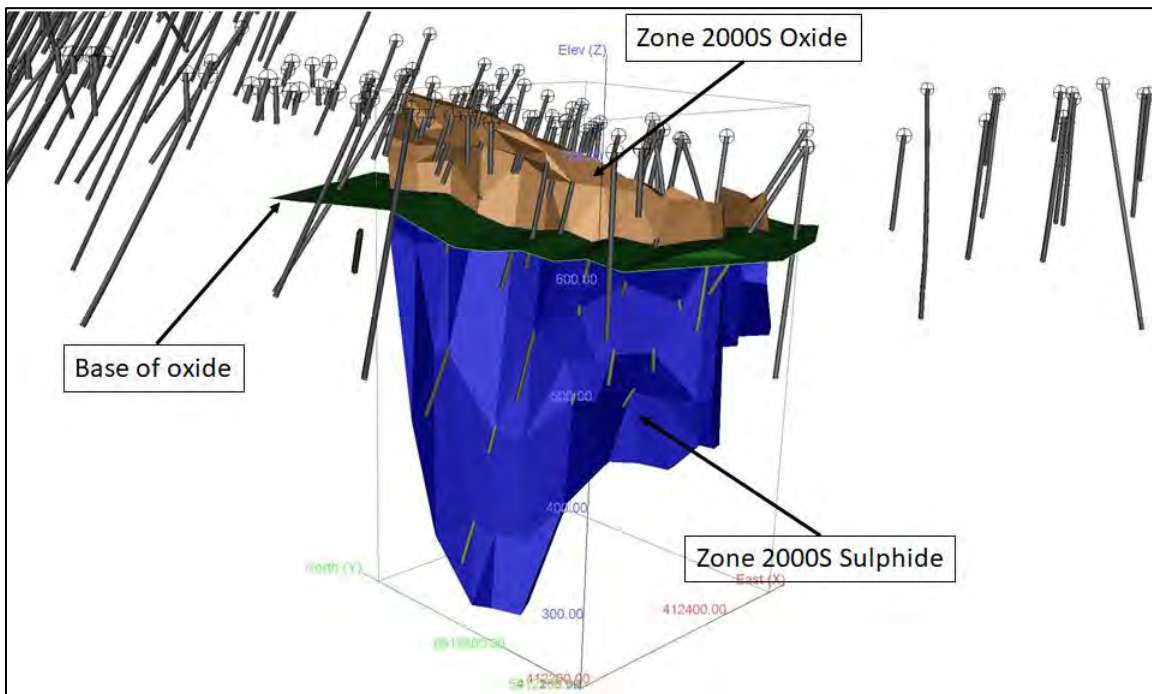 Zone 2000S Oxide
Elev (Z)
600.00
Base of oxide
500.00
400.00
Zone 2000S Sulphide
North (Y)
East (X)
300.00
412400.00